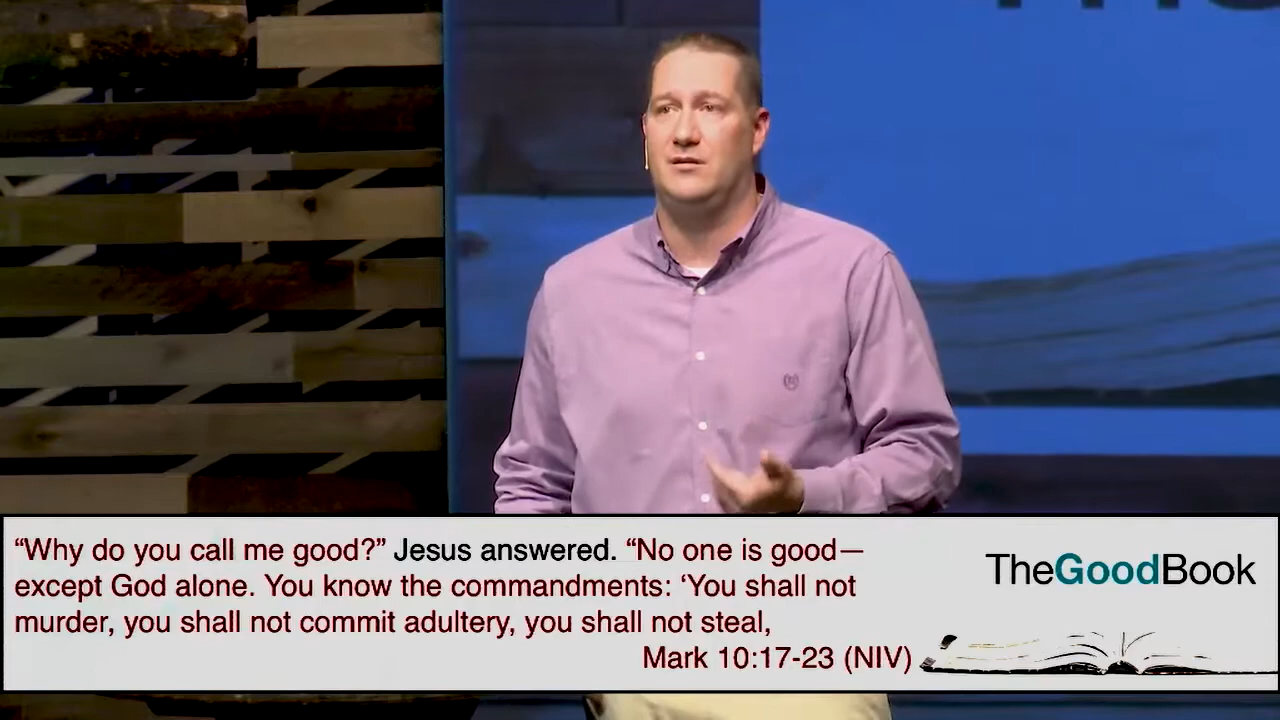 “Why do you call me good?” Jesus answered. “No one is good—
except God alone. You know the commandments: ‘You shall not
murder, you shall not commit adultery, you shall not steal,
Mark 10:17-23 (NIV)
TheGoodBook